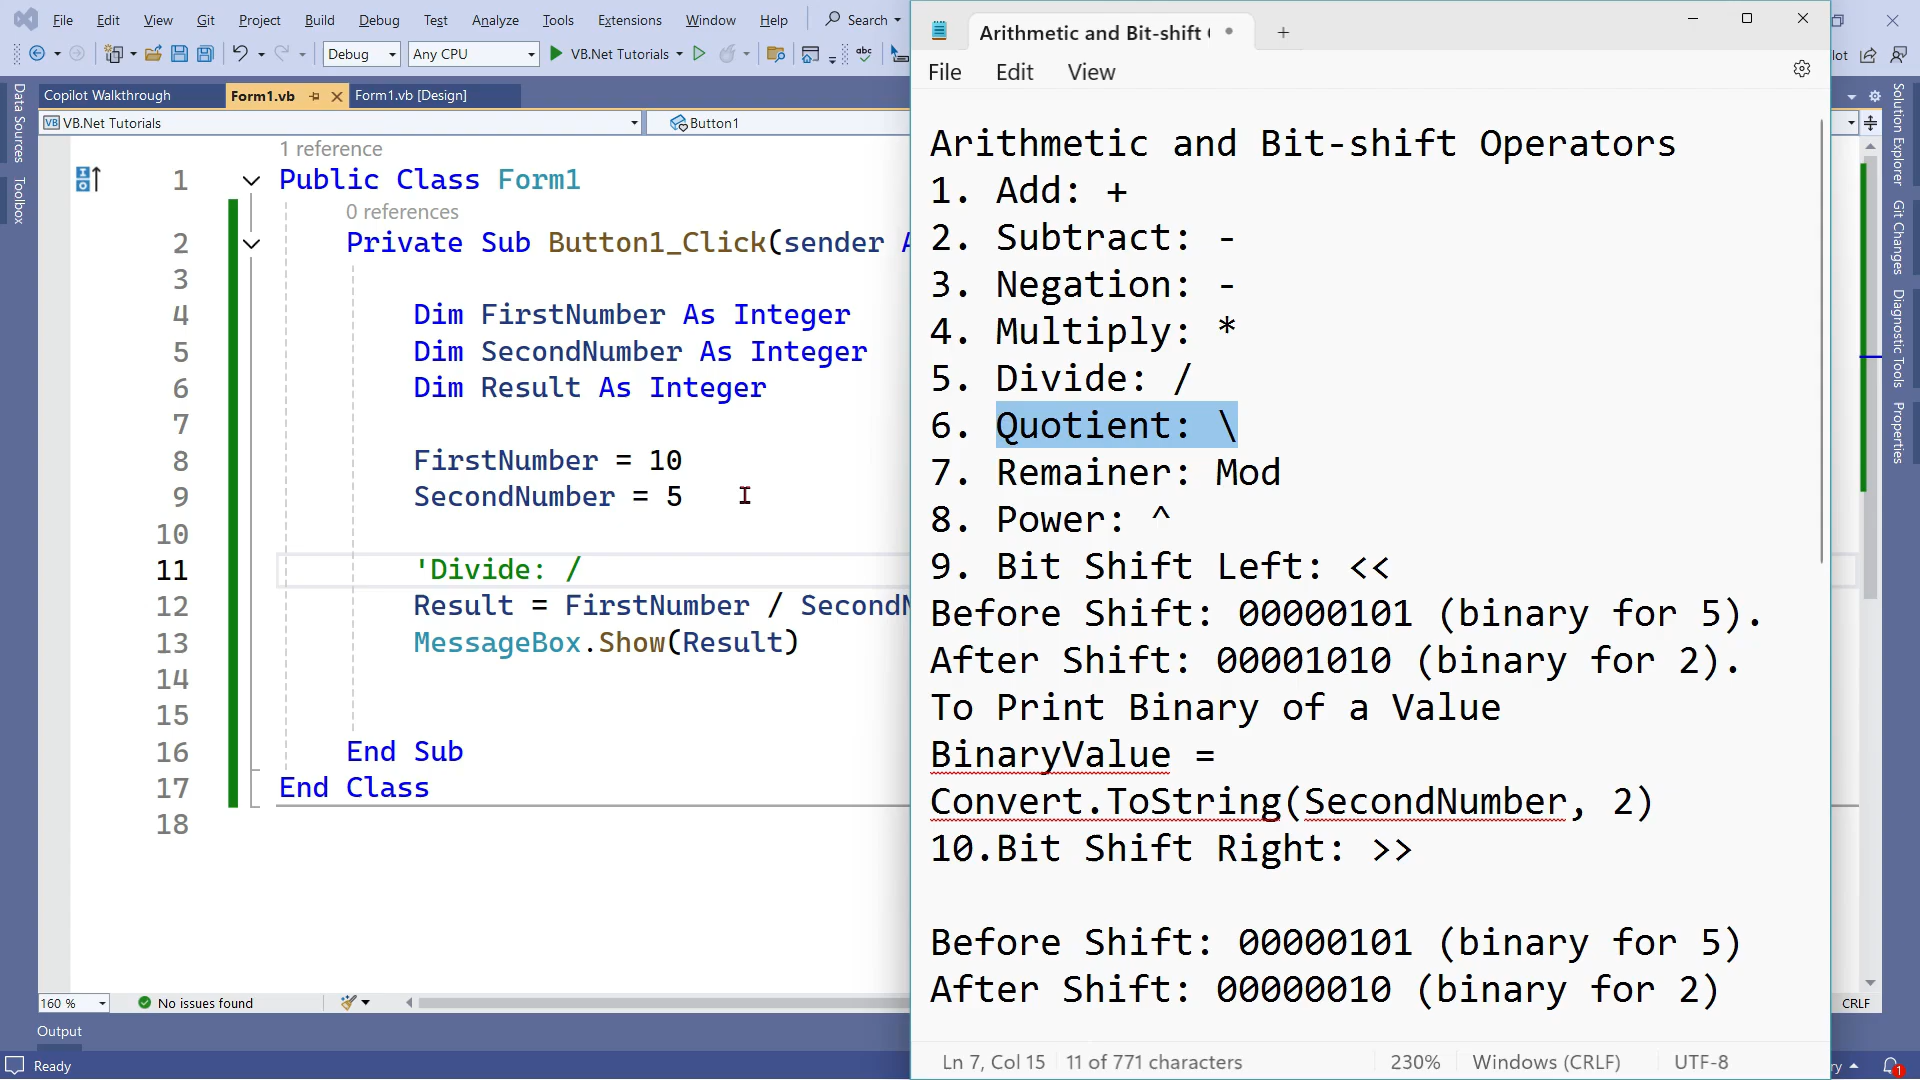 File Edit View Git Project Build Debug Test Analyze Tools Extensions Window Help Search
Debug Any CPU VB.Net Tutorials abc
Copilot Walkthrough Form1.vb Form1.vb [Design]
VB VB.Net Tutorials Button1
Data Sources
Toolbox
1 reference
1 Public Class Form1
0 references
2 Private Sub Button1_Click(sender
3
4 Dim FirstNumber As Integer
5 Dim SecondNumber As Integer
6 Dim Result As Integer
7
8 FirstNumber = 10
9 SecondNumber = 5
10
11 'Divide: /
12 Result = FirstNumber / SecondN
13 MessageBox.Show(Result)
14
15
16 End Sub
17 End Class
18
160 % No issues found
Output
Ready
Arithmetic and Bit-shift
File Edit View
Arithmetic and Bit-shift Operators
1. Add: +
2. Subtract: -
3. Negation: -
4. Multiply: *
5. Divide: /
6. Quotient: \
7. Remainer: Mod
8. Power: ^
9. Bit Shift Left: <<
Before Shift: 00000101 (binary for 5).
After Shift: 00001010 (binary for 2).
To Print Binary of a Value
BinaryValue =
Convert.ToString(SecondNumber, 2)
10.Bit Shift Right: >>
Before Shift: 00000101 (binary for 5)
After Shift: 00000010 (binary for 2)
Ln 7, Col 15 11 of 771 characters 230% Windows (CRLF) UTF-8
Solution Explorer
Git Changes
Diagnostic Tools
Properties
CRLF
1